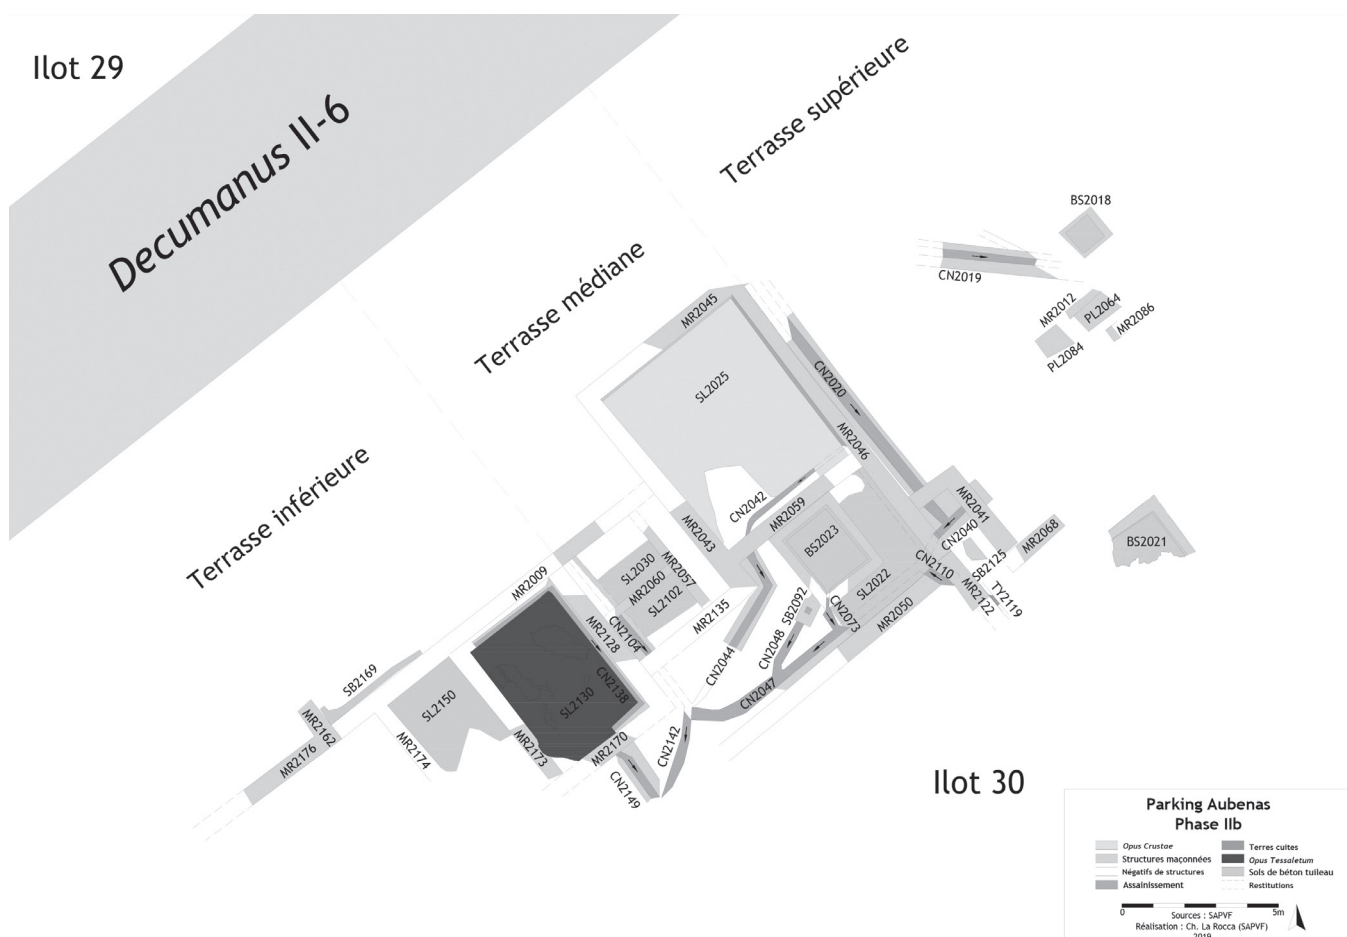 Ilot 29
Decumanus II-6
Terrasse supérieure
Terrasse médiane
Terrasse inférieure
BS2018
CN2019
MR2012
PL2064
MR2086
PL2084
MR2045
SL2025
CN2020
MR2046
CN2042
MR2059
MR2043
MR2041
CN2040
MR2068
BS2021
BS2023
CN2110
SB2125
MR2122
TY2119
SL2022
MR2050
SL2030
MR2057
MR2060
SL2102
MR2009
MR2135
SB2092
CN2073
CN2048
CN2044
CN2047
MR2128
CN2104
CN2138
SL2130
SB2169
SL2150
MR2162
MR2176
MR2174
MR2173
MR2170
CN2149
CN2142
Ilot 30
Parking Aubenas
Phase IIb
Opus Crustae
Structures maçonnées
Négatifs de structures
Assainissement
Terres cuites
Opus Tessaletum
Sols de béton tuileau
Restitutions
0 5m
Sources : SAPVF
Réalisation : Ch. La Rocca (SAPVF)
2019